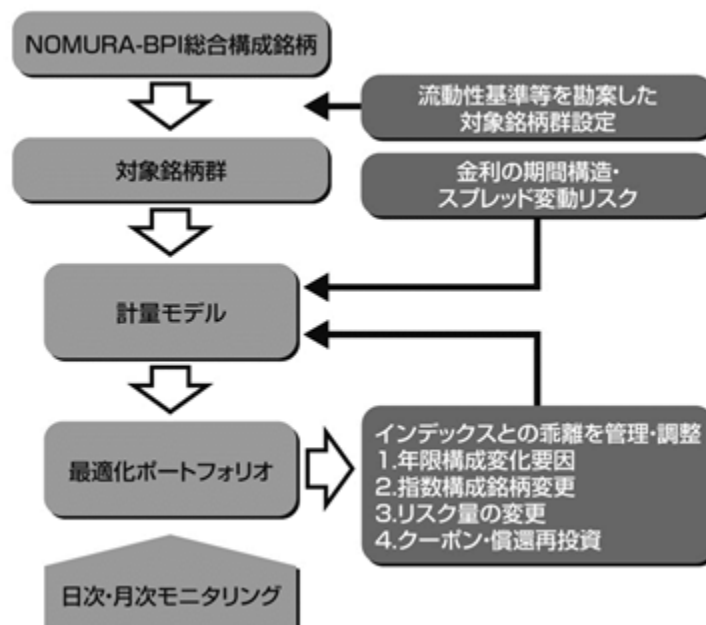 NOMURA-BPI総合構成銘柄
流動性基準等を勘案した
対象銘柄群設定
対象銘柄群
金利の期間構造・
スプレッド変動リスク
計量モデル
最適化ポートフォリオ
インデックスとの乖離を管理・調整
1.年限構成変化要因
2.指数構成銘柄変更
3.リスク量の変更
4.クーポン・償還再投資
日次・月次モニタリング